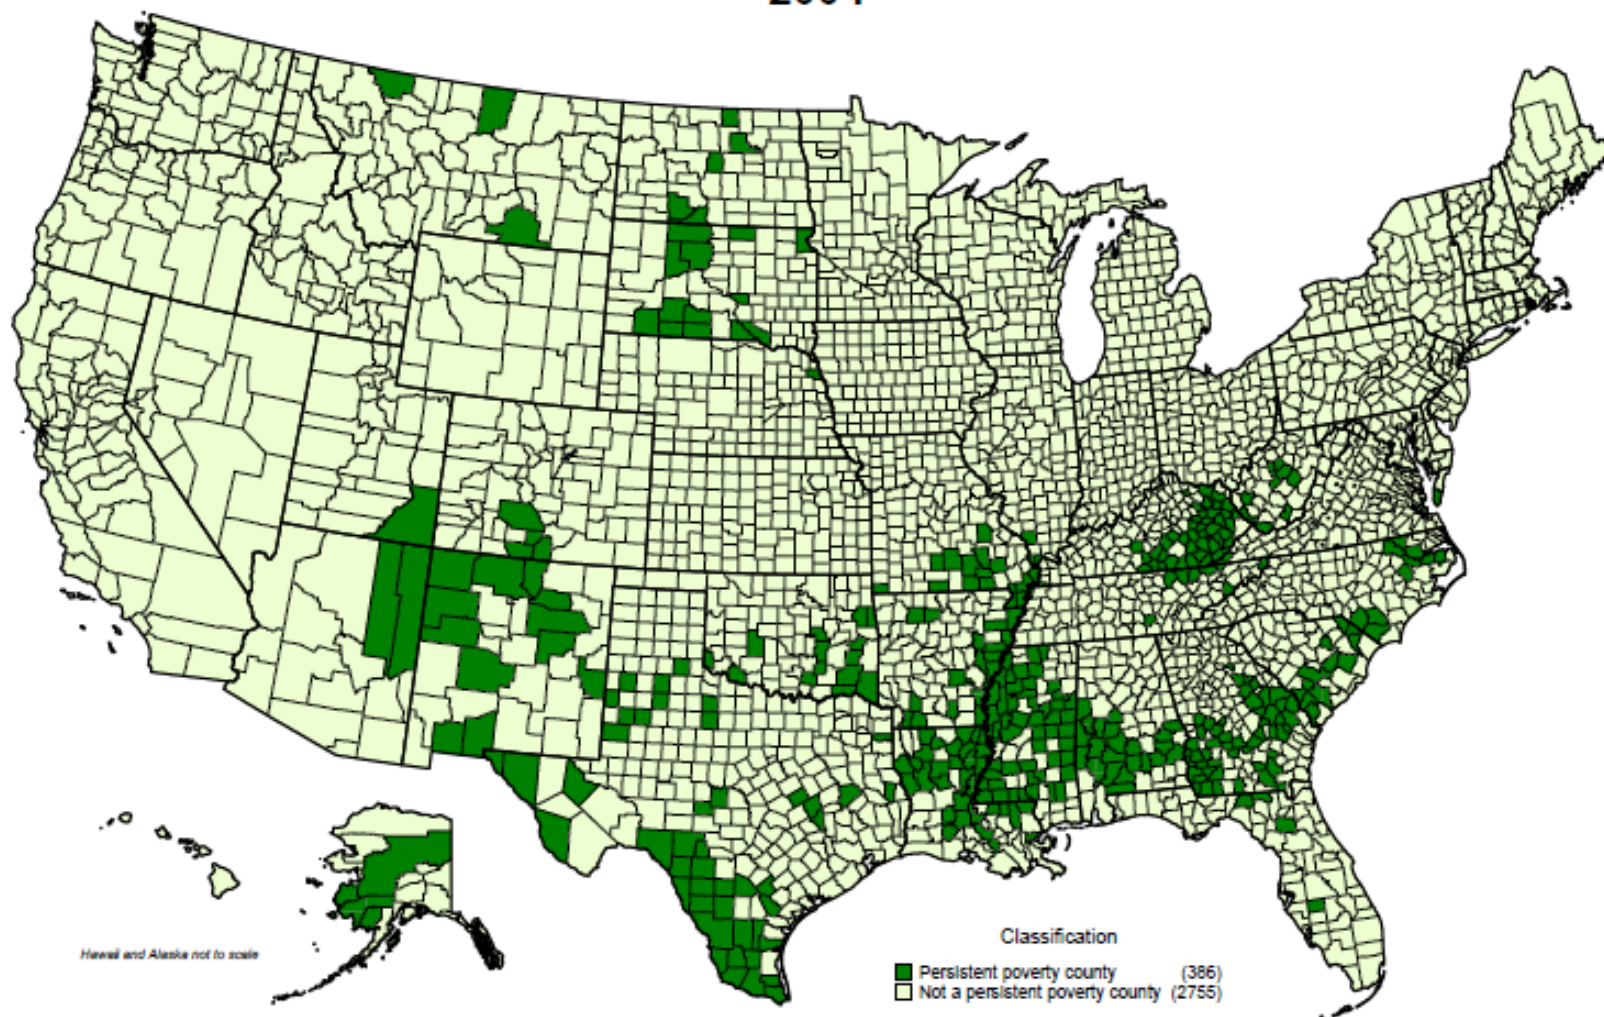 Hawaii and Alaska not to scale
Classification
Persistent poverty county (386)
Not a persistent poverty county (2755)